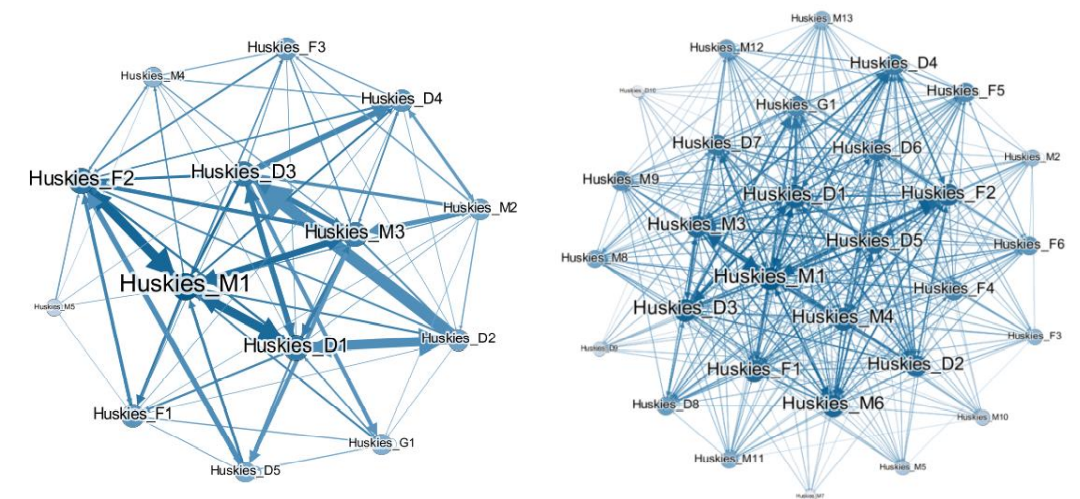 Huskies_F3
Huskies_M4
Huskies_D4
Huskies_F2
Huskies_D3
Huskies_M2
Huskies_M3
Huskies_M1
Huskies_M5
Huskies_D2
Huskies_D1
Huskies_F1
Huskies_G1
Huskies_D5
Huskies_M13
Huskies_M12
Huskies_D4
Huskies_F5
Huskies_G1
Huskies_D7
Huskies_D6
Huskies_M2
Huskies_M9
Huskies_D1
Huskies_F2
Huskies_M3
Huskies_D5
Huskies_F6
Huskies_M8
Huskies_M1
Huskies_F4
Huskies_D3
Huskies_M4
Huskies_F3
Huskies_D9
Huskies_F1
Huskies_D2
Huskies_D8
Huskies_M6
Huskies_M10
Huskies_M11
Huskies_M5
Huskies_M7